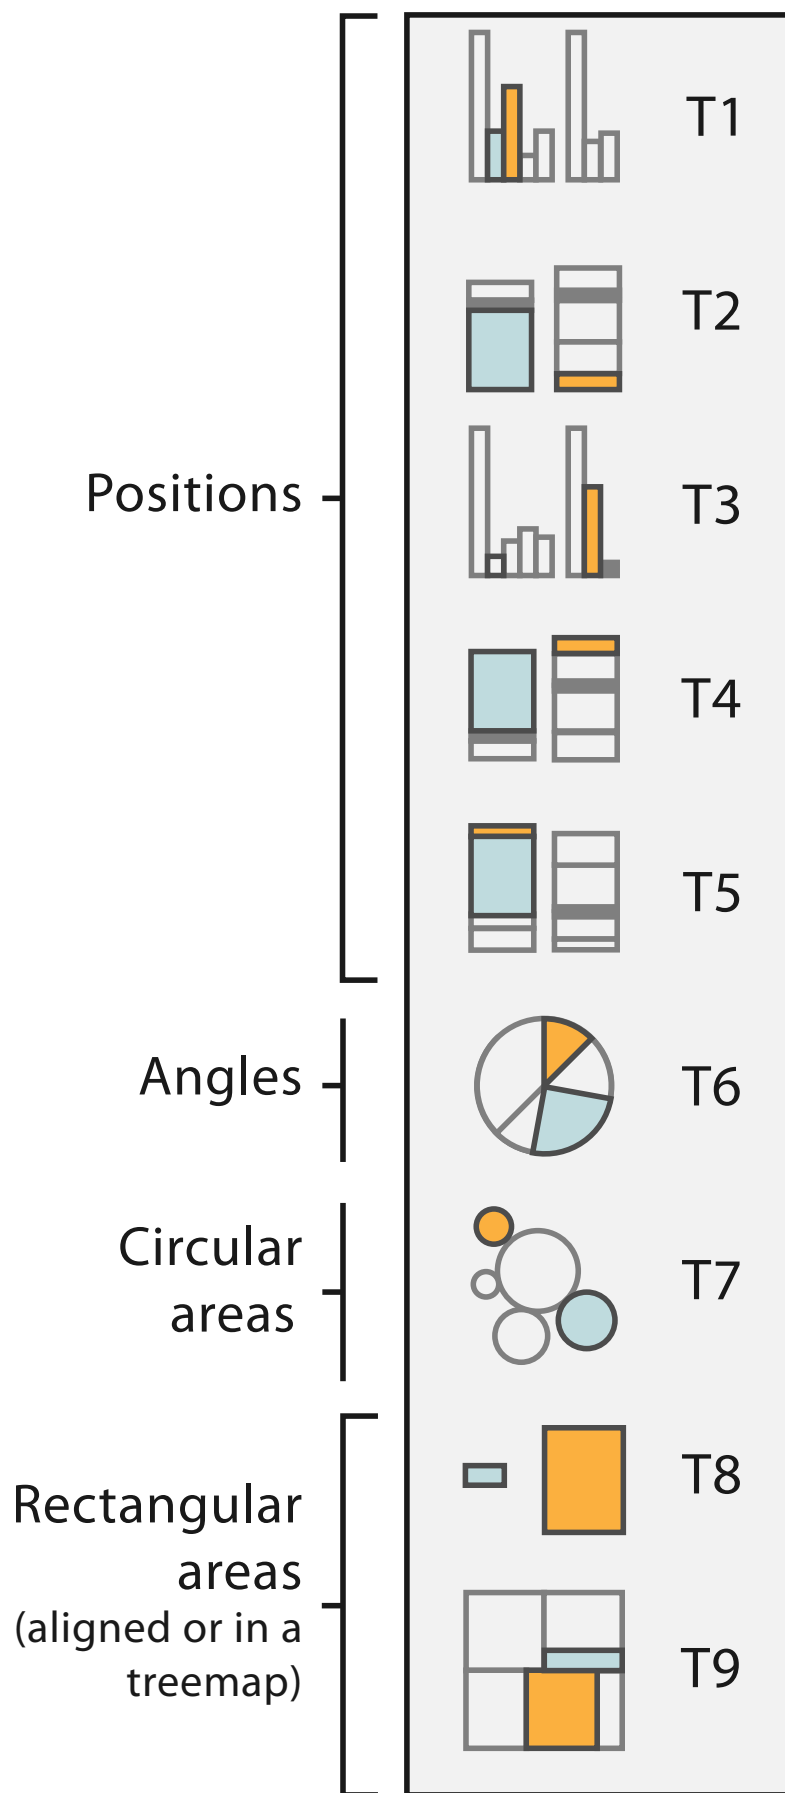 T1
T2
Positions
T3
T4
T5
Angles
T6
Circular
areas
T7
T8
Rectangular
areas
(aligned or in a
treemap)
T9